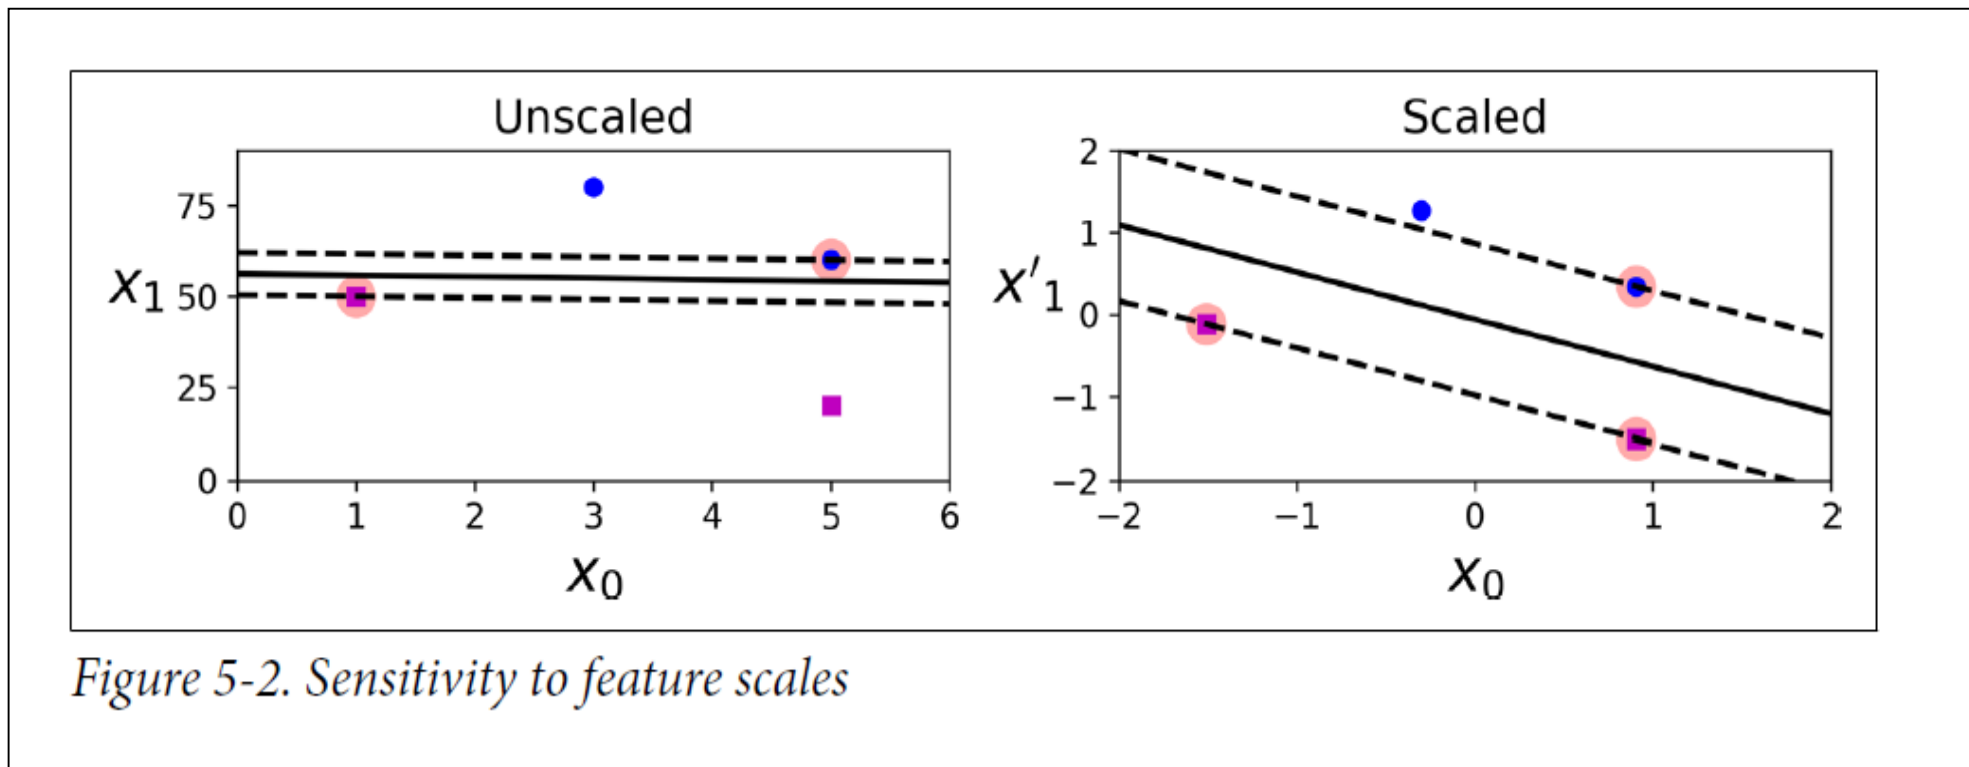 Unscaled
x₁
75
50
25
0
0 1 2 3 4 5 6
x₀
Scaled
x′₁
2
1
0
−1
−2
−2 −1 0 1 2
x₀
Figure 5-2. Sensitivity to feature scales